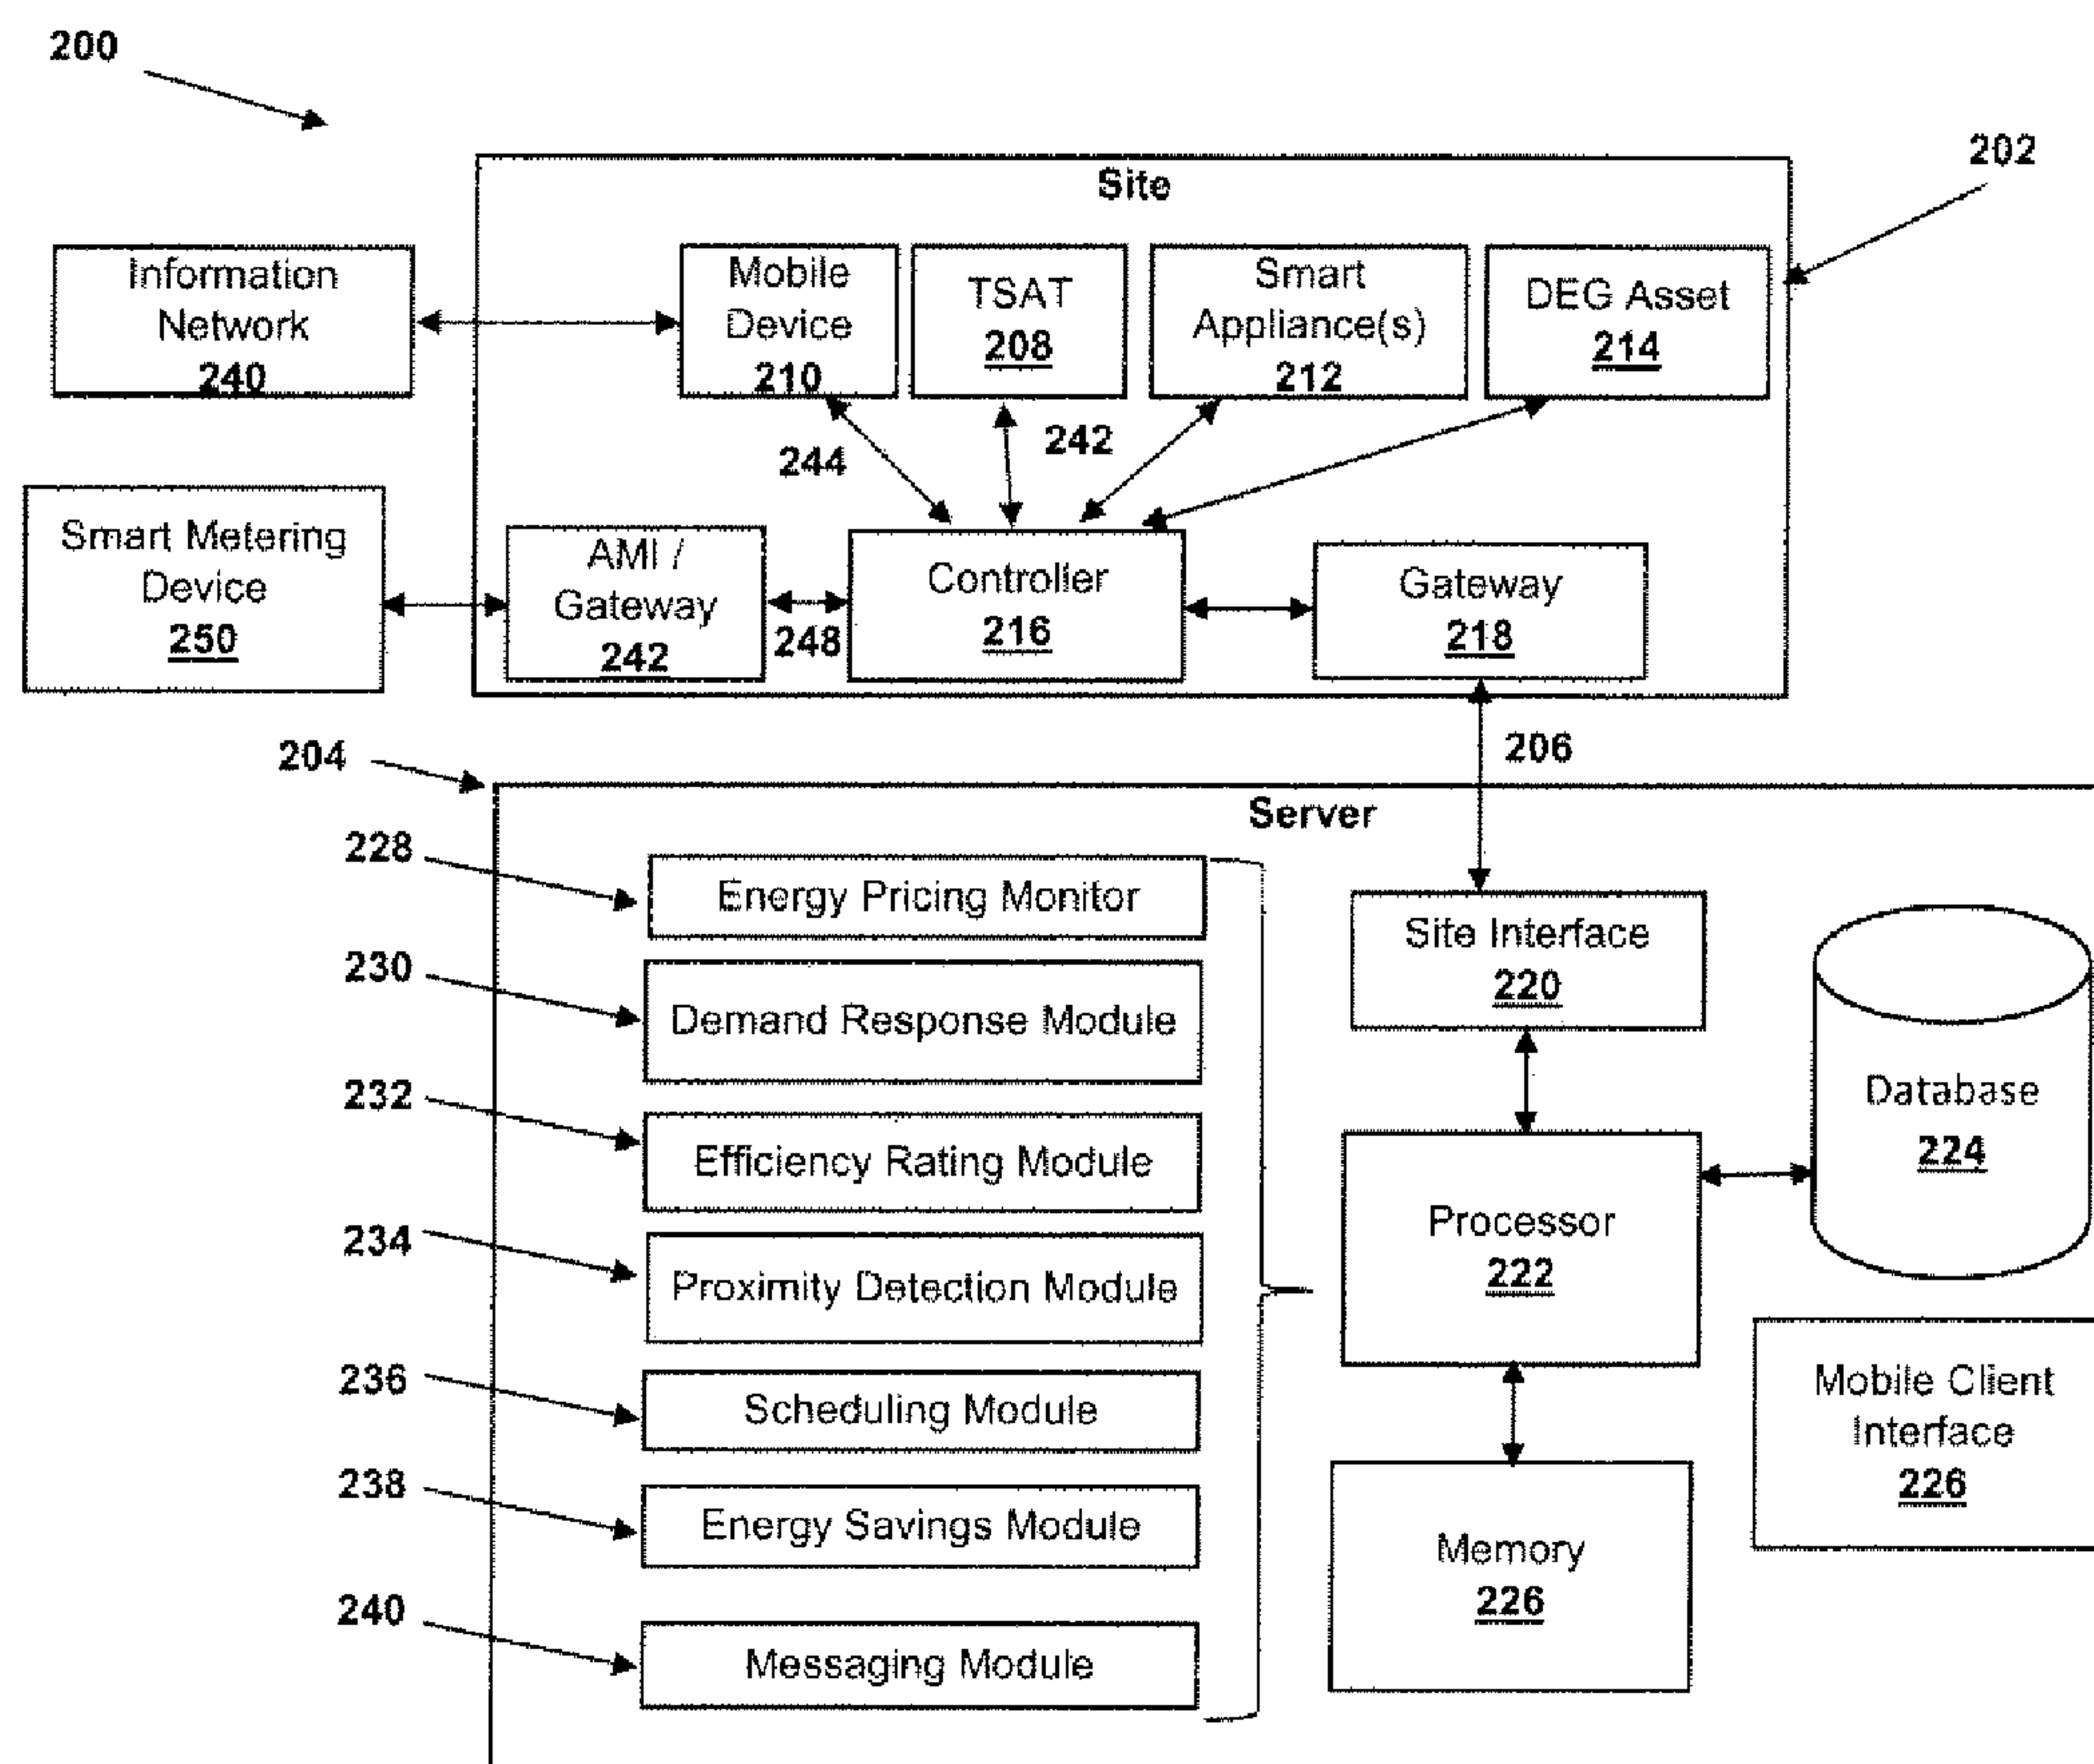 200
202
Site
Information
Network
240
Mobile
Device
210
TSAT
208
Smart
Appliance(s)
212
DEG Asset
214
244
242
Smart Metering
Device
250
AMI /
Gateway
242
248
Controller
216
Gateway
218
206
204
Server
228
Energy Pricing Monitor
230
Demand Response Module
232
Efficiency Rating Module
234
Proximity Detection Module
236
Scheduling Module
238
Energy Savings Module
240
Messaging Module
Site Interface
220
Processor
222
Database
224
Mobile Client
Interface
226
Memory
226